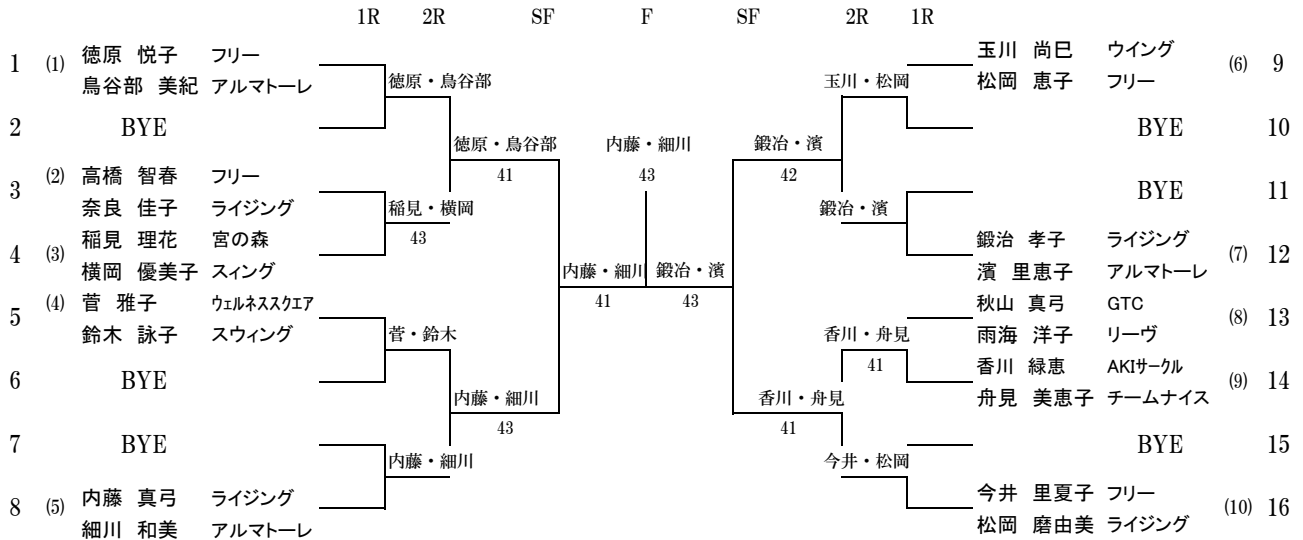 1R 2R SF F SF 2R 1R
1 (1) 徳原 悦子 フリー
鳥谷部 美紀 アルマトーレ
2 BYE
3 (2) 高橋 智春 フリー
奈良 佳子 ライジング
4 (3) 稲見 理花 宮の森
横岡 優美子 スィング
5 (4) 菅 雅子 ウェルネススクエア
鈴木 詠子 スウィング
6 BYE
7 BYE
8 (5) 内藤 真弓 ライジング
細川 和美 アルマトーレ
徳原・鳥谷部
稲見・横岡
43
菅・鈴木
内藤・細川
徳原・鳥谷部
41
内藤・細川
43
内藤・細川
41
内藤・細川
43
鍛冶・濱
43
鍛冶・濱
42
香川・舟見
41
玉川・松岡
鍛冶・濱
香川・舟見
41
今井・松岡
玉川 尚巳 ウイング (6) 9
松岡 恵子 フリー
BYE 10
BYE 11
鍛治 孝子 ライジング (7) 12
濱 里恵子 アルマトーレ
秋山 真弓 GTC (8) 13
雨海 洋子 リーヴ
香川 緑恵 AKIサークル (9) 14
舟見 美恵子 チームナイス
BYE 15
今井 里夏子 フリー (10) 16
松岡 磨由美 ライジング